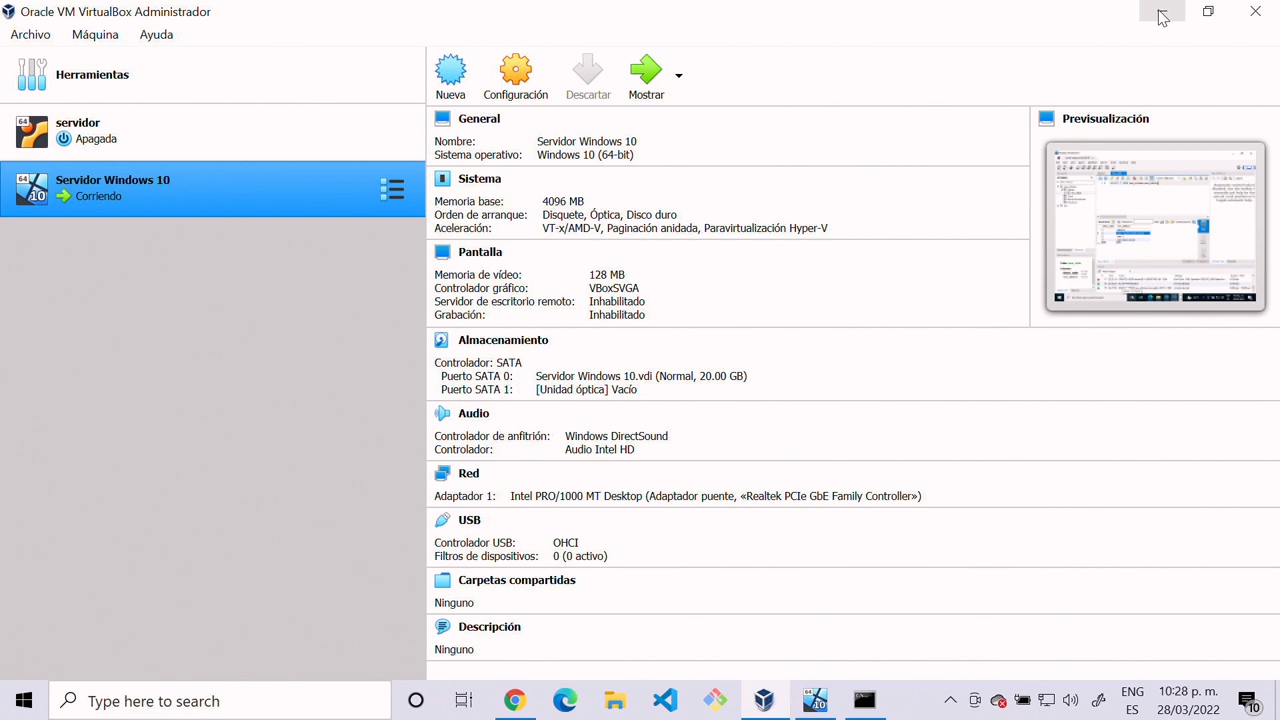 Oracle VM VirtualBox Administrador
Archivo Máquina Ayuda
Herramientas
servidor
Apagada
Servidor Windows 10
Corriendo
Nueva Configuración Descartar Mostrar
General
Nombre: Servidor Windows 10
Sistema operativo: Windows 10 (64-bit)
Sistema
Memoria base: 4096 MB
Orden de arranque: Disquete, Óptica, Disco duro
Aceleración: VT-x/AMD-V, Paginación anidada, Paravirtualización Hyper-V
Pantalla
Memoria de vídeo: 128 MB
Controlador gráfico: VBoxSVGA
Servidor de escritorio remoto: Inhabilitado
Grabación: Inhabilitado
Almacenamiento
Controlador: SATA
Puerto SATA 0: Servidor Windows 10.vdi (Normal, 20.00 GB)
Puerto SATA 1: [Unidad óptica] Vacío
Audio
Controlador de anfitrión: Windows DirectSound
Controlador: Audio Intel HD
Red
Adaptador 1: Intel PRO/1000 MT Desktop (Adaptador puente, «Realtek PCIe GbE Family Controller»)
USB
Controlador USB: OHCI
Filtros de dispositivos: 0 (0 activo)
Carpetas compartidas
Ninguno
Descripción
Ninguno
Previsualización
Type here to search
ENG
ES
10:28 p. m.
28/03/2022
10